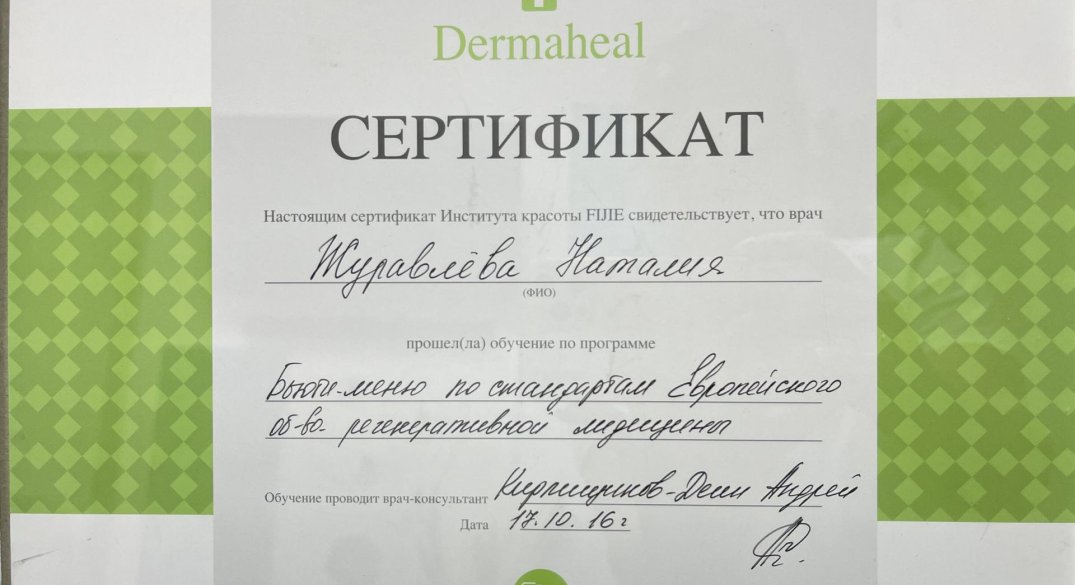 Dermaheal
СЕРТИФИКАТ
Настоящим сертификат Института красоты FIJIE свидетельствует, что врач
Журавлёва Наталия
(ФИО)
прошел(ла) обучение по программе
Бьюти-меню по стандартам Европейского
об-во регенеративной медицины
Обучение проводит врач-консультант Андрей
Дата 17.10.16 г